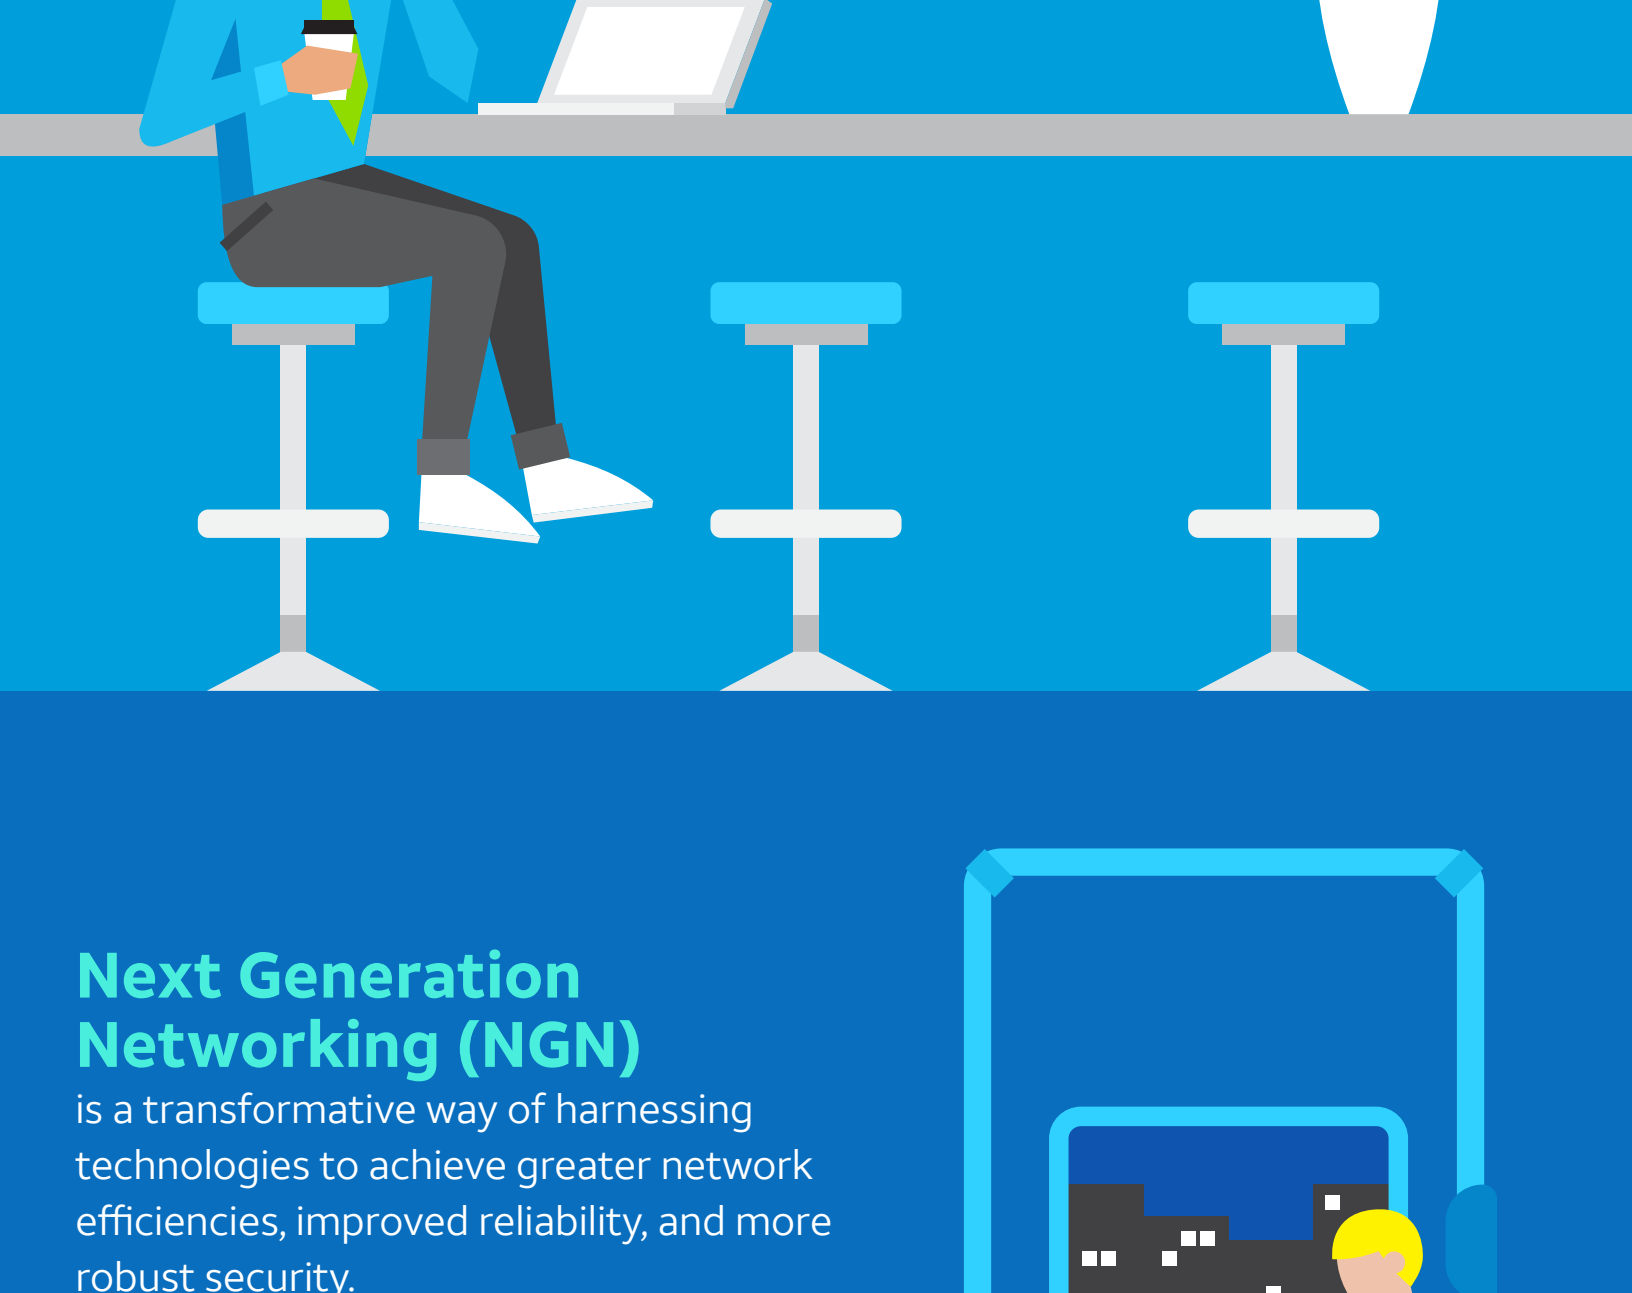 Next Generation
Networking (NGN)
is a transformative way of harnessing
technologies to achieve greater network
efficiencies, improved reliability, and more
robust security.